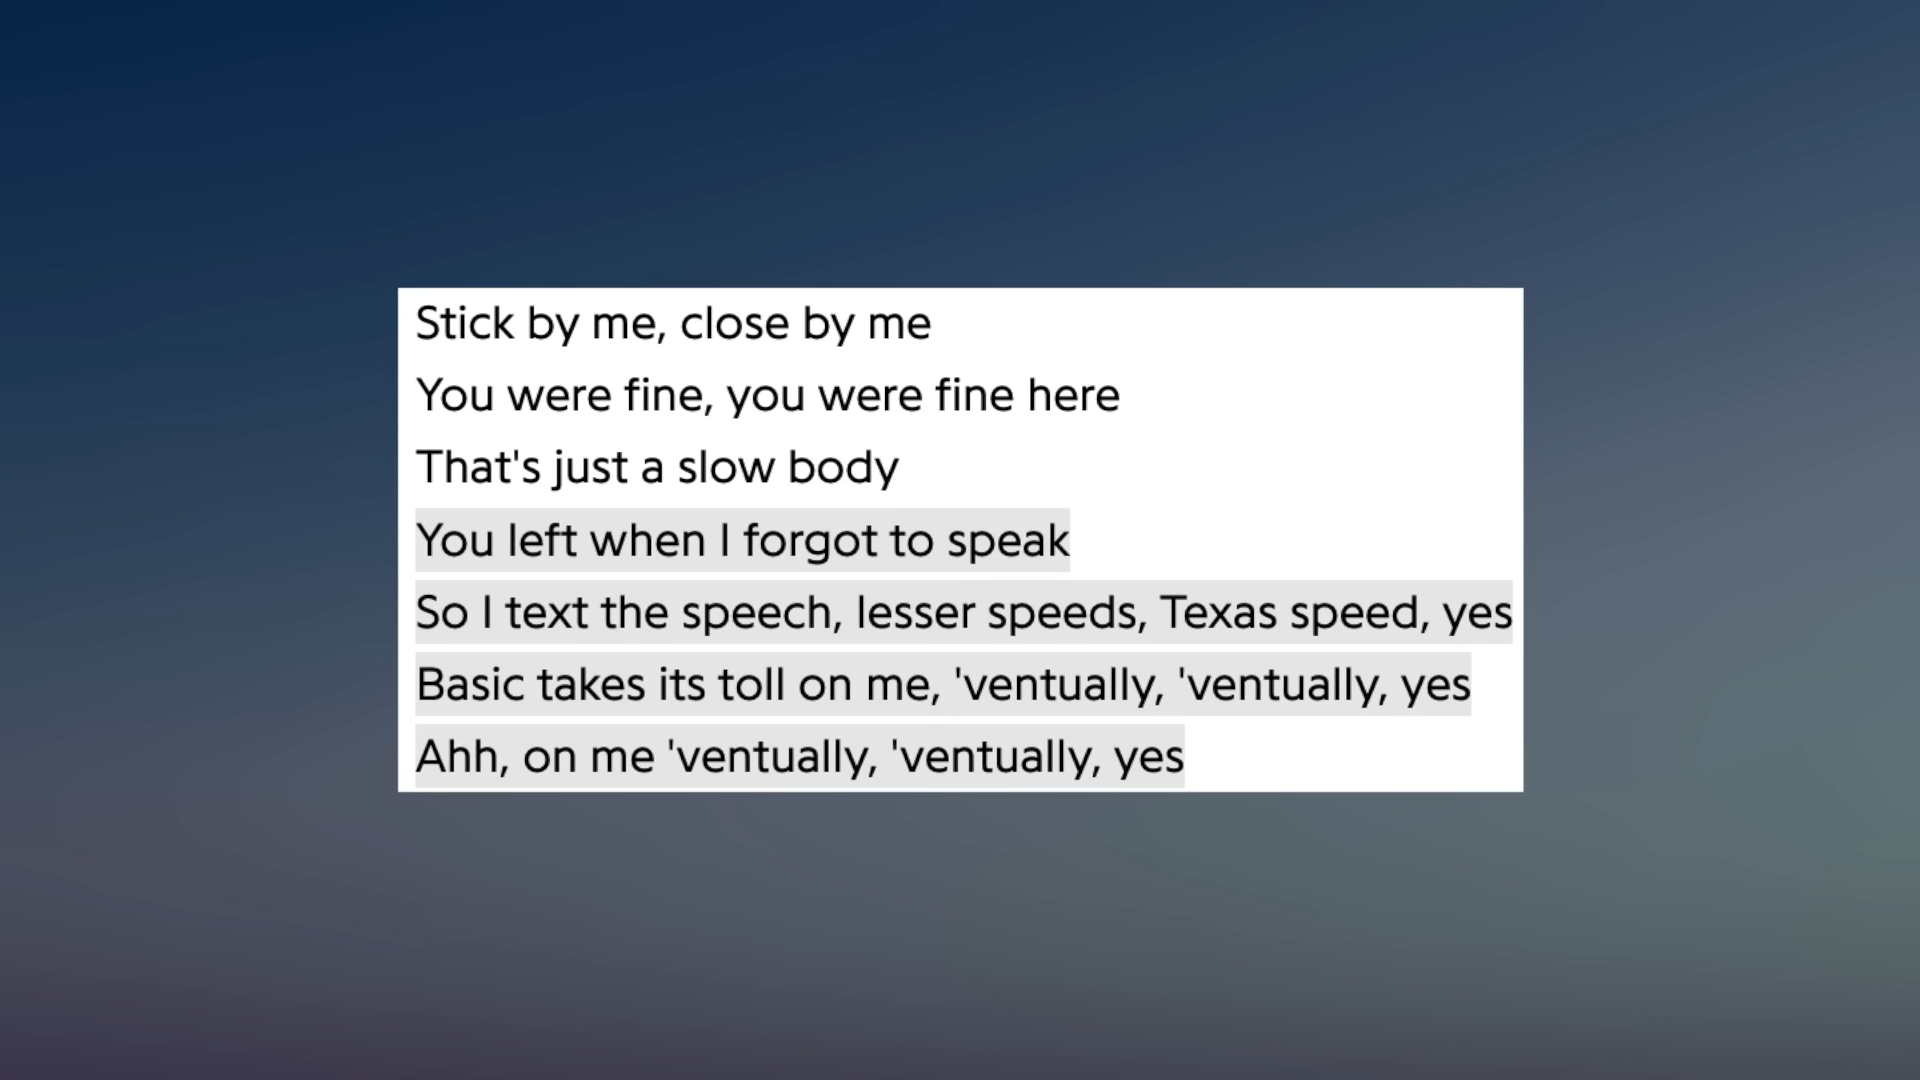 Stick by me, close by me
You were fine, you were fine here
That's just a slow body
You left when I forgot to speak
So I text the speech, lesser speeds, Texas speed, yes
Basic takes its toll on me, 'ventually, 'ventually, yes
Ahh, on me 'ventually, 'ventually, yes